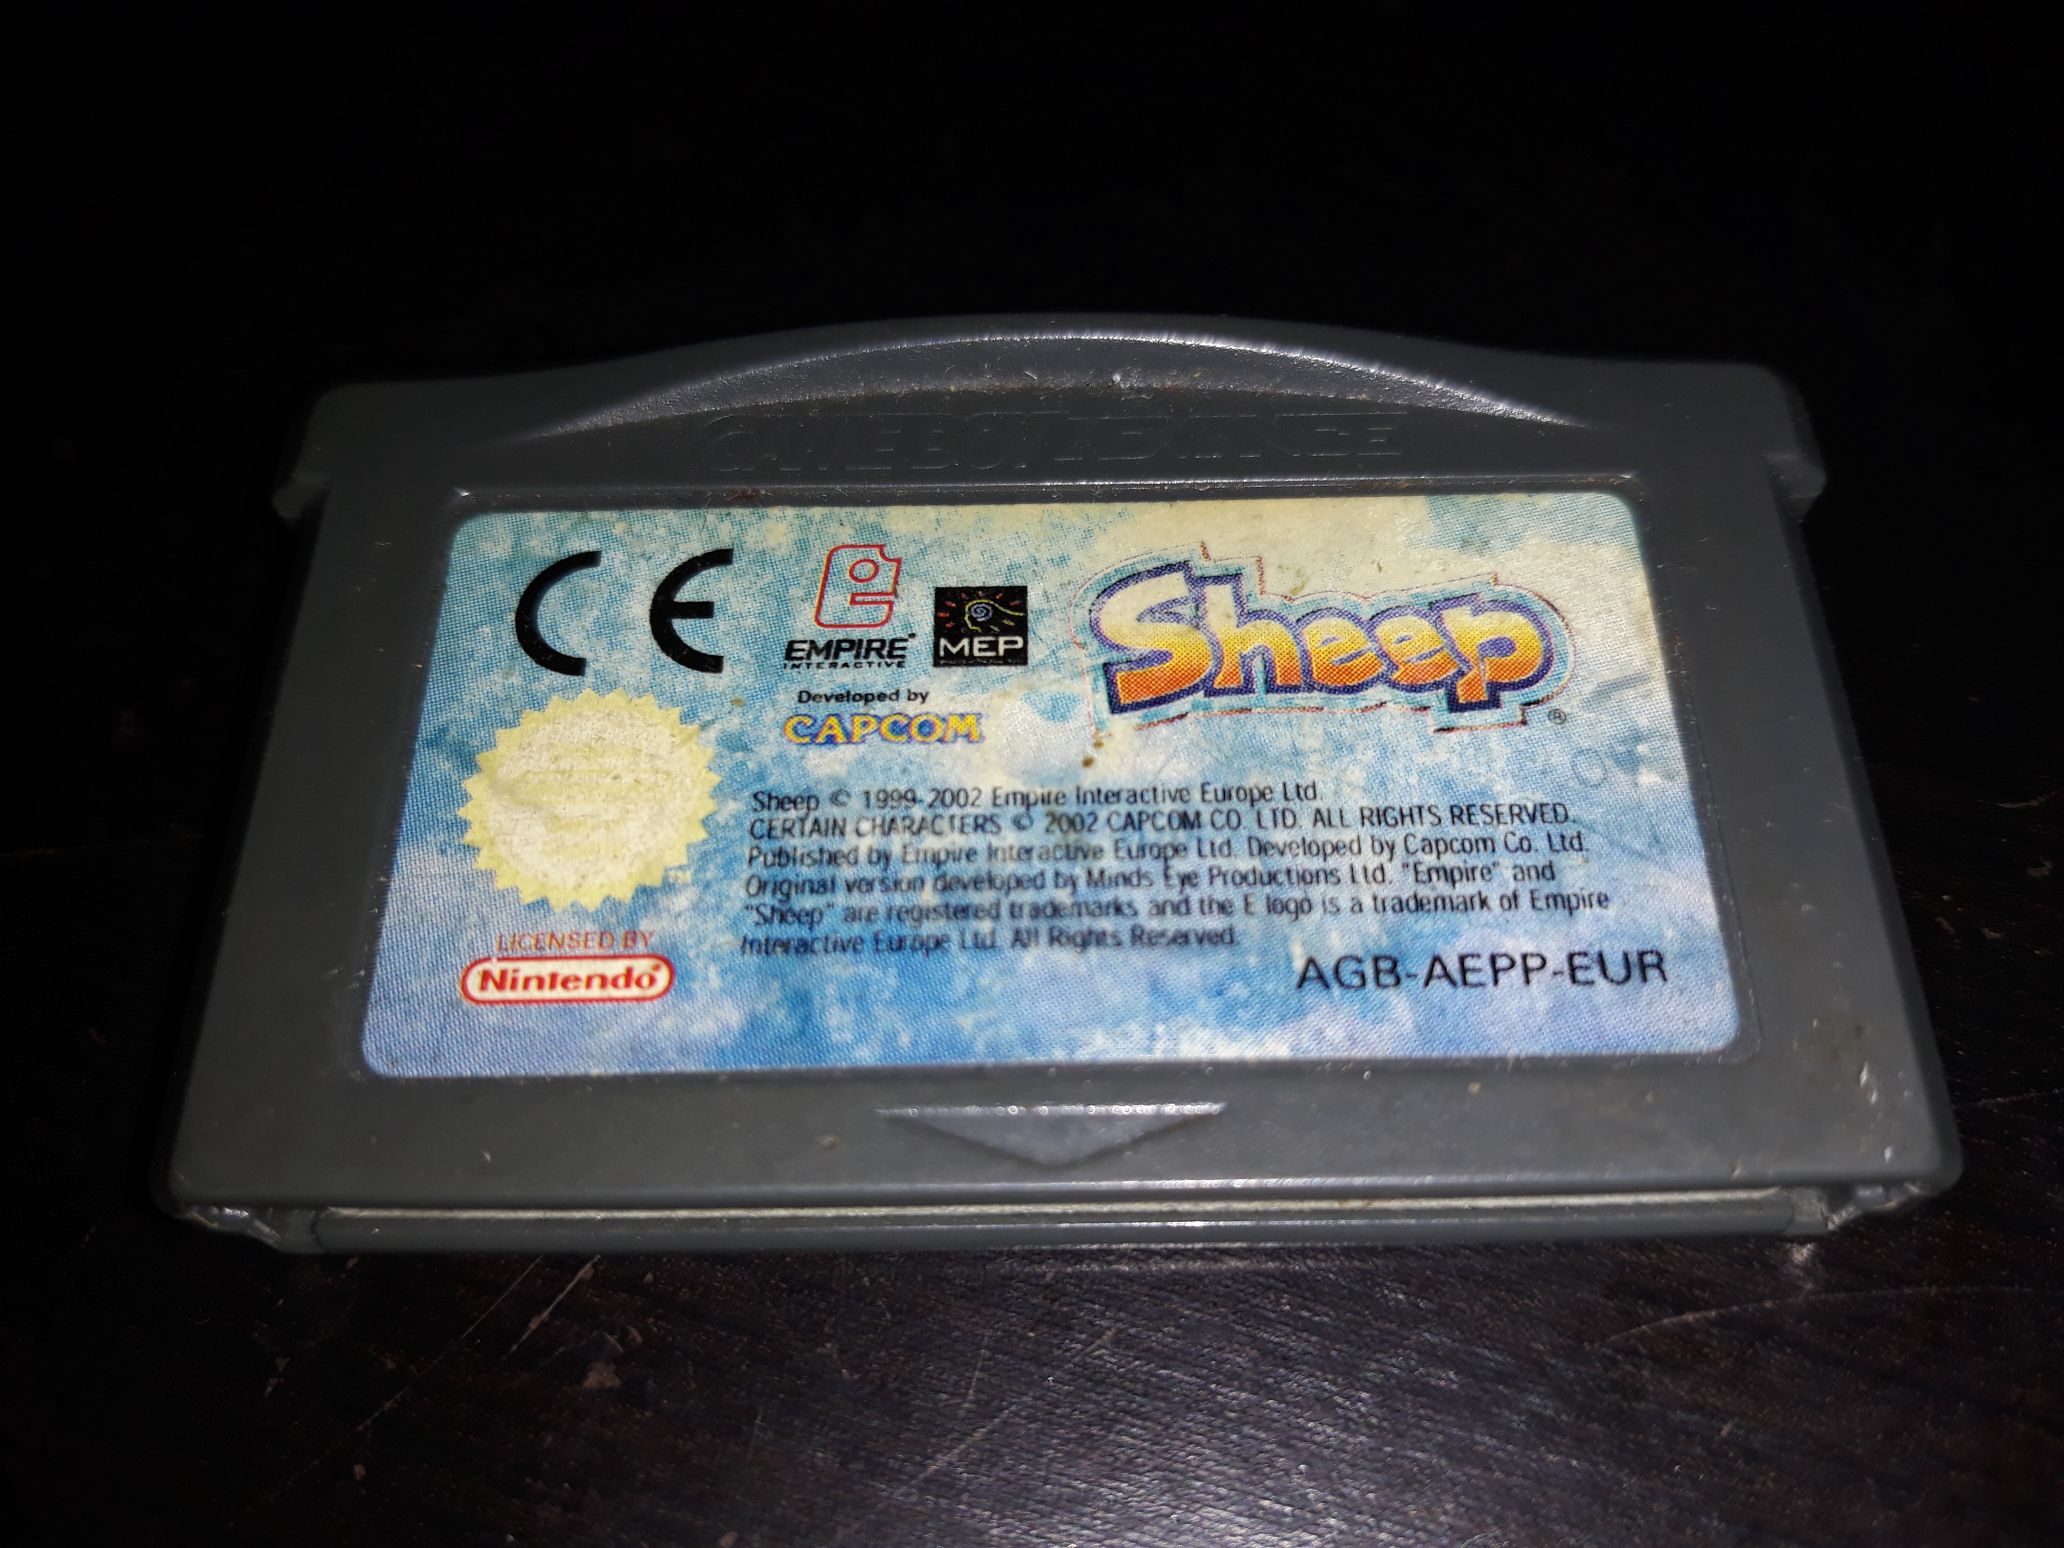 GAME BOY ADVANCE
CE
EMPIRE
INTERACTIVE
MEP
Sheep®
Developed by
CAPCOM
Sheep © 1999-2002 Empire Interactive Europe Ltd.
CERTAIN CHARACTERS © 2002 CAPCOM CO. LTD. ALL RIGHTS RESERVED.
Published by Empire Interactive Europe Ltd. Developed by Capcom Co. Ltd.
Original version developed by Minds Eye Productions Ltd. "Empire" and
"Sheep" are registered trademarks and the E logo is a trademark of Empire
Interactive Europe Ltd. All Rights Reserved.
LICENSED BY
Nintendo®
AGB-AEPP-EUR